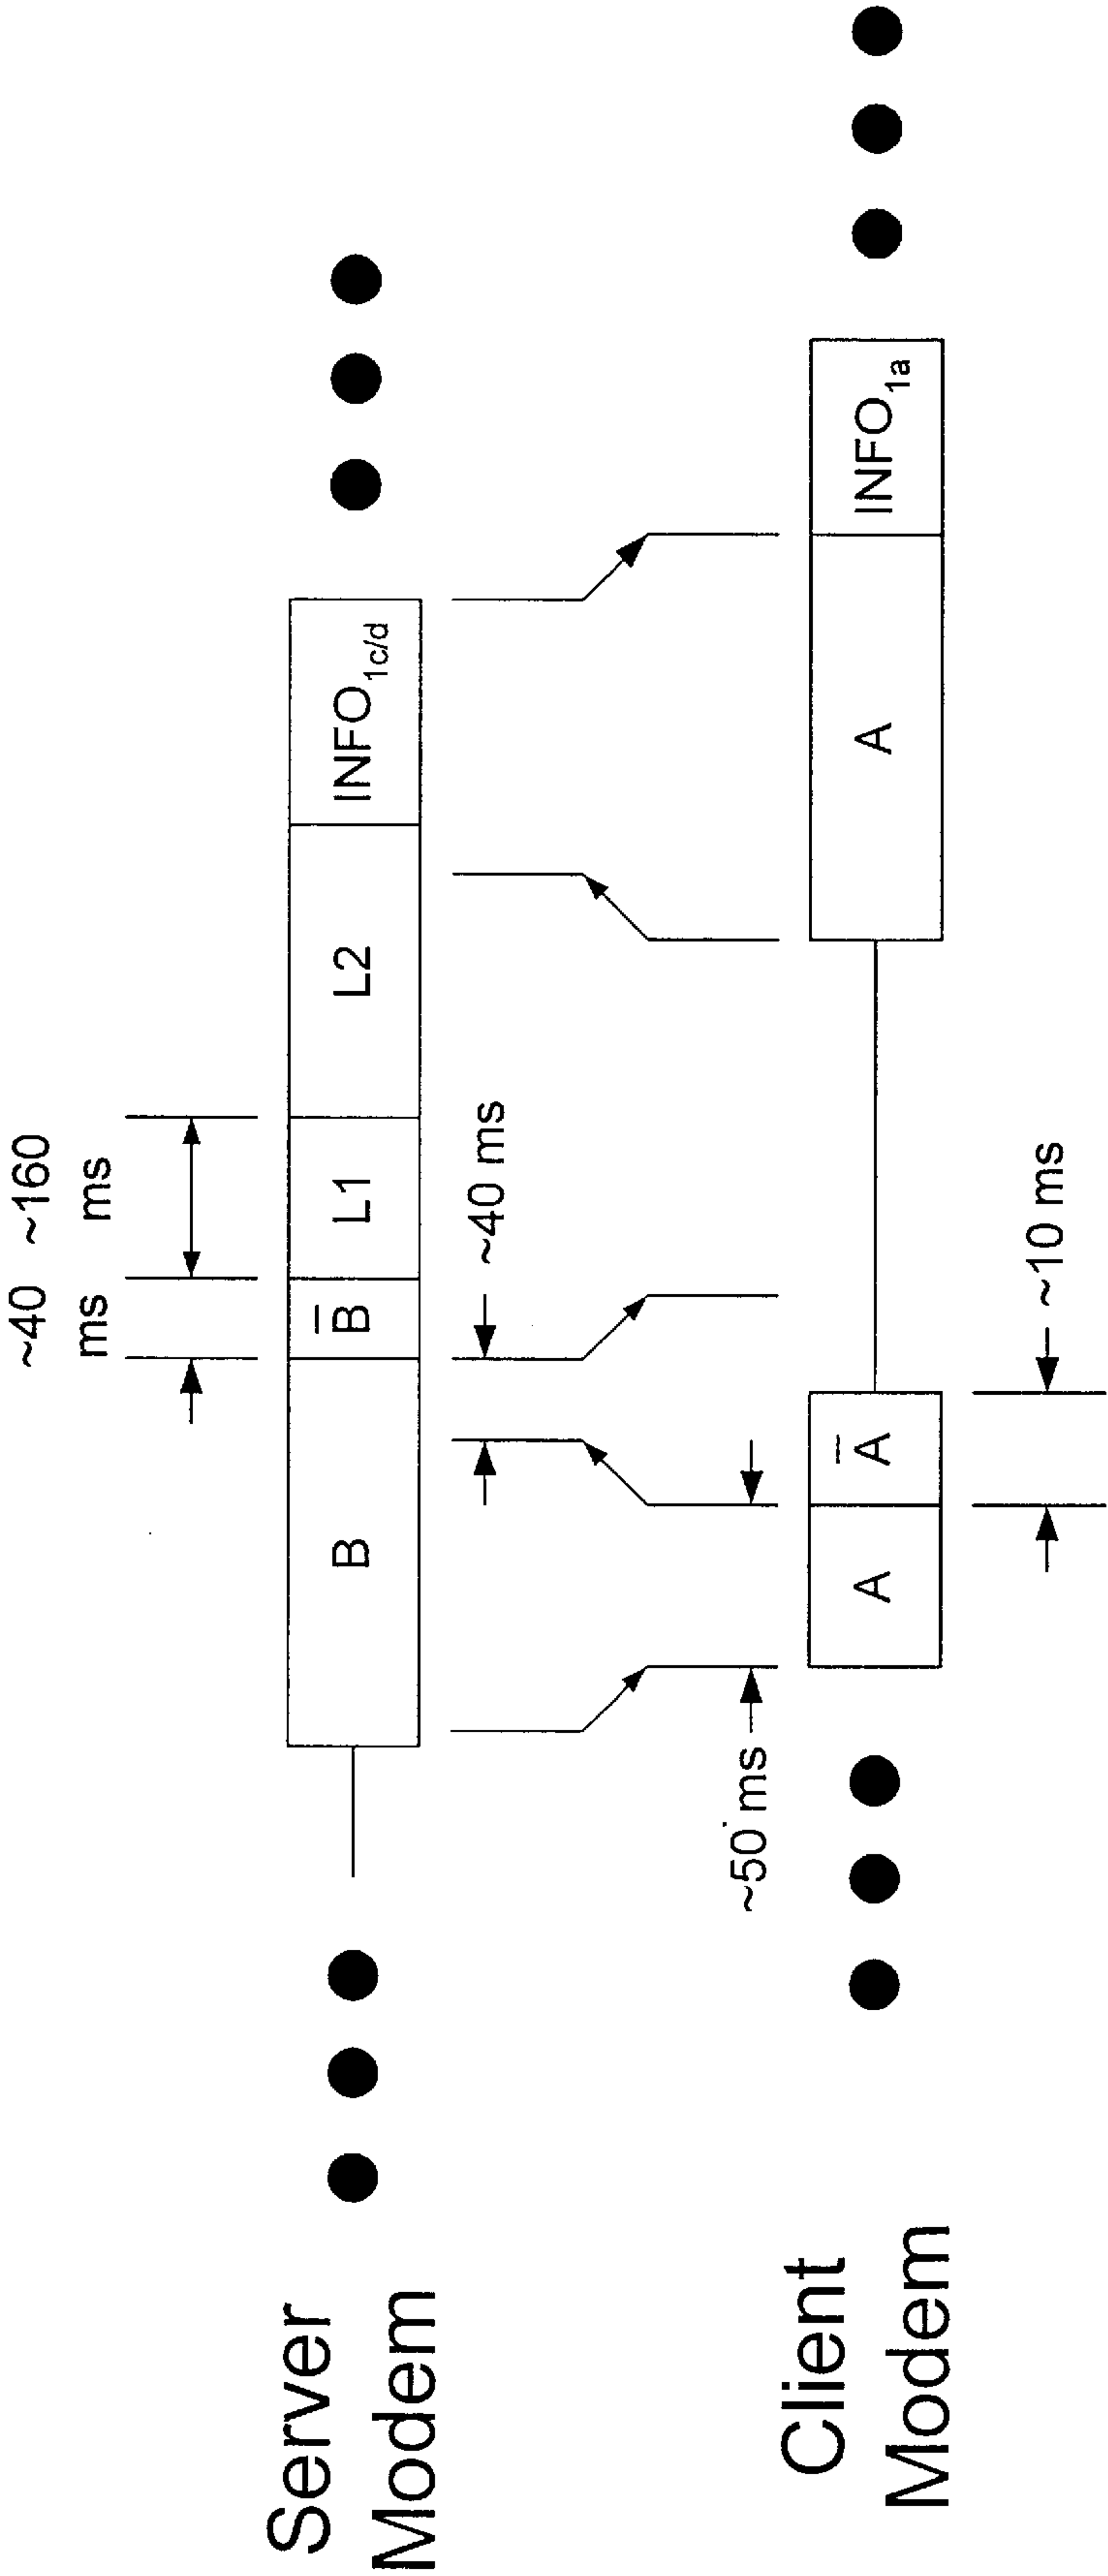 ~40 ~160
ms ms
Server
Modem
B B̅ L1 L2 INFO1c/d
~40 ms
~50 ms
Client
Modem
A A̅ A INFO1a
~10 ms